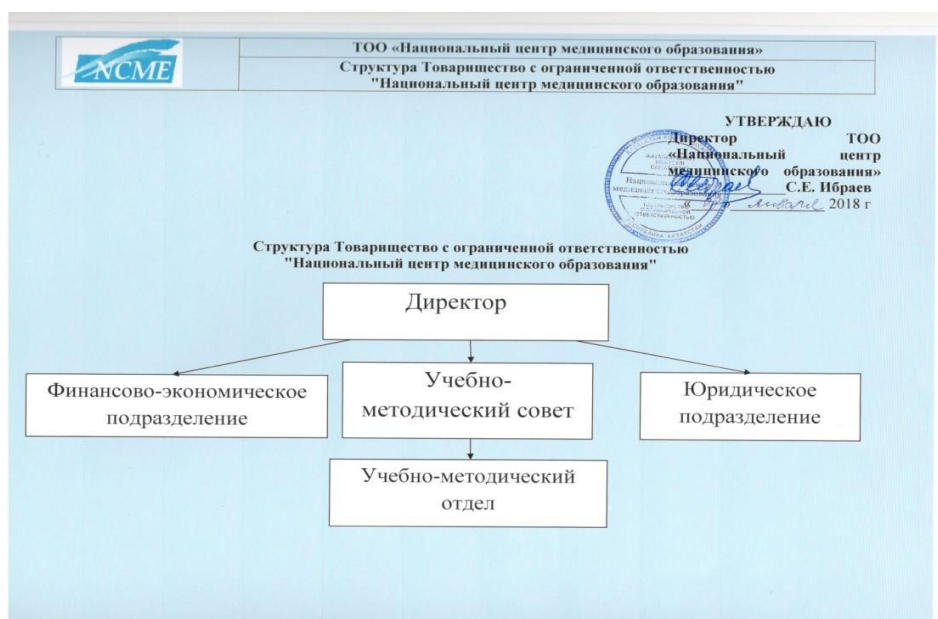 NCME
ТОО «Национальный центр медицинского образования»
Структура Товарищество с ограниченной ответственностью
"Национальный центр медицинского образования"
УТВЕРЖДАЮ
Директор ТОО
«Национальный центр
медицинского образования»
С.Е. Ибраев
« » января 2018 г
Структура Товарищество с ограниченной ответственностью
"Национальный центр медицинского образования"
Директор
Финансово-экономическое
подразделение
Учебно-
методический совет
Юридическое
подразделение
Учебно-методический
отдел